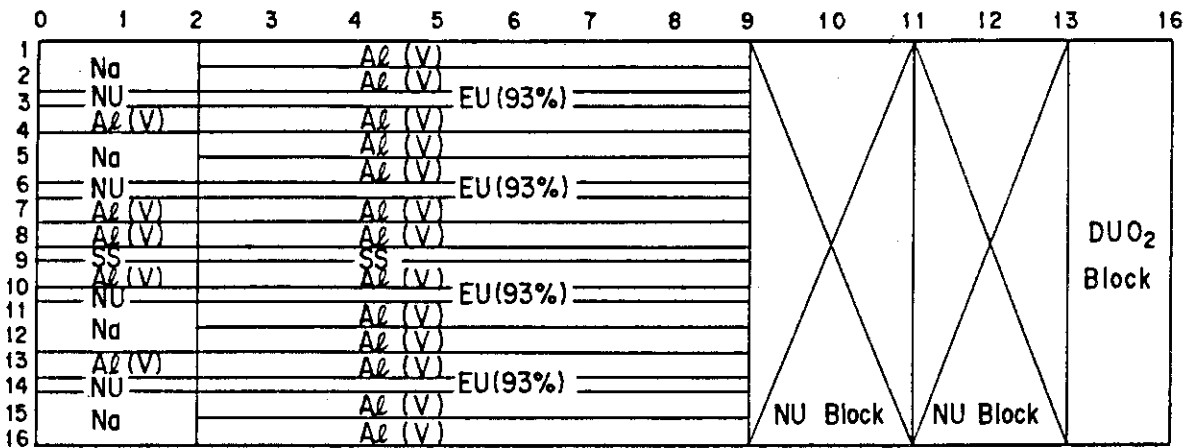 0 1 2 3 4 5 6 7 8 9 10 11 12 13 16
1 Aℓ (V)
2 Na Aℓ (V)
3 NU EU (93%)
4 Aℓ (V) Aℓ (V)
Aℓ (V)
5 Na Aℓ (V)
6 NU EU (93%)
7 Aℓ (V) Aℓ (V)
8 Aℓ (V) Aℓ (V) DUO₂
9 SS SS
Aℓ (V) Aℓ (V) Block
10 NU EU (93%)
11 Aℓ (V)
12 Na Aℓ (V)
13 Aℓ (V) Aℓ (V)
14 NU EU (93%)
15 Na Aℓ (V) NU Block NU Block
16 Aℓ (V)